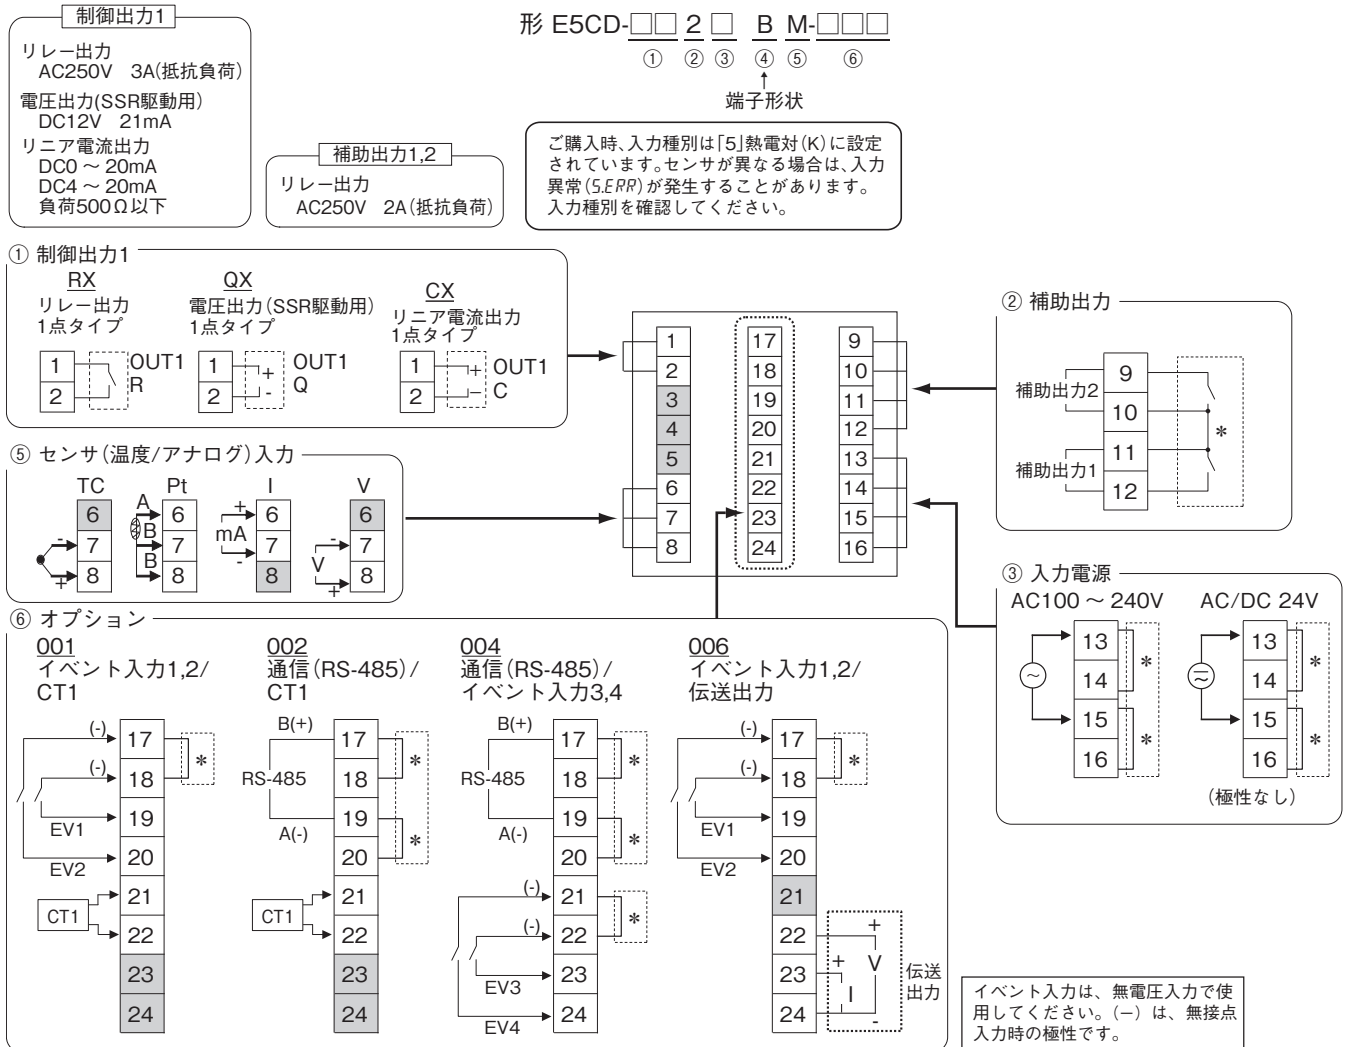 制御出力1
リレー出力
AC250V 3A(抵抗負荷)
電圧出力(SSR駆動用)
DC12V 21mA
リニア電流出力
DC0 ～ 20mA
DC4 ～ 20mA
負荷500Ω以下
補助出力1,2
リレー出力
AC250V 2A(抵抗負荷)
形 E5CD-□□ 2 □ B M-□□□
① ② ③ ④ ⑤ ⑥
端子形状
ご購入時、入力種別は「5」熱電対(K)に設定
されています。センサが異なる場合は、入力
異常(S.ERR)が発生することがあります。
入力種別を確認してください。
① 制御出力1
RX
リレー出力
1点タイプ
1
2
OUT1
R
QX
電圧出力(SSR駆動用)
1点タイプ
1
2
+
-
OUT1
Q
CX
リニア電流出力
1点タイプ
1
2
+
-
OUT1
C
1
2
3
4
5
6
7
8
17
18
19
20
21
22
23
24
9
10
11
12
13
14
15
16
② 補助出力
補助出力2
補助出力1
9
10
11
12
*
⑤ センサ(温度/アナログ)入力
TC
6
7
8
-
+
Pt
A
B
B
6
7
8
I
+
mA
-
6
7
8
V
-
V
+
6
7
8
③ 入力電源
AC100 ～ 240V
13
14
15
16
*
*
AC/DC 24V
13
14
15
16
*
*
(極性なし)
⑥ オプション
001
イベント入力1,2/
CT1
(-)
(-)
EV1
EV2
CT1
17
18
19
20
21
22
23
24
*
002
通信(RS-485)/
CT1
B(+)
RS-485
A(-)
CT1
17
18
19
20
21
22
23
24
*
*
004
通信(RS-485)/
イベント入力3,4
B(+)
RS-485
A(-)
(-)
(-)
EV3
EV4
17
18
19
20
21
22
23
24
*
*
*
006
イベント入力1,2/
伝送出力
(-)
(-)
EV1
EV2
17
18
19
20
21
22
23
24
*
+
+
V
I
-
伝送
出力
イベント入力は、無電圧入力で使
用してください。(－) は、無接点
入力時の極性です。